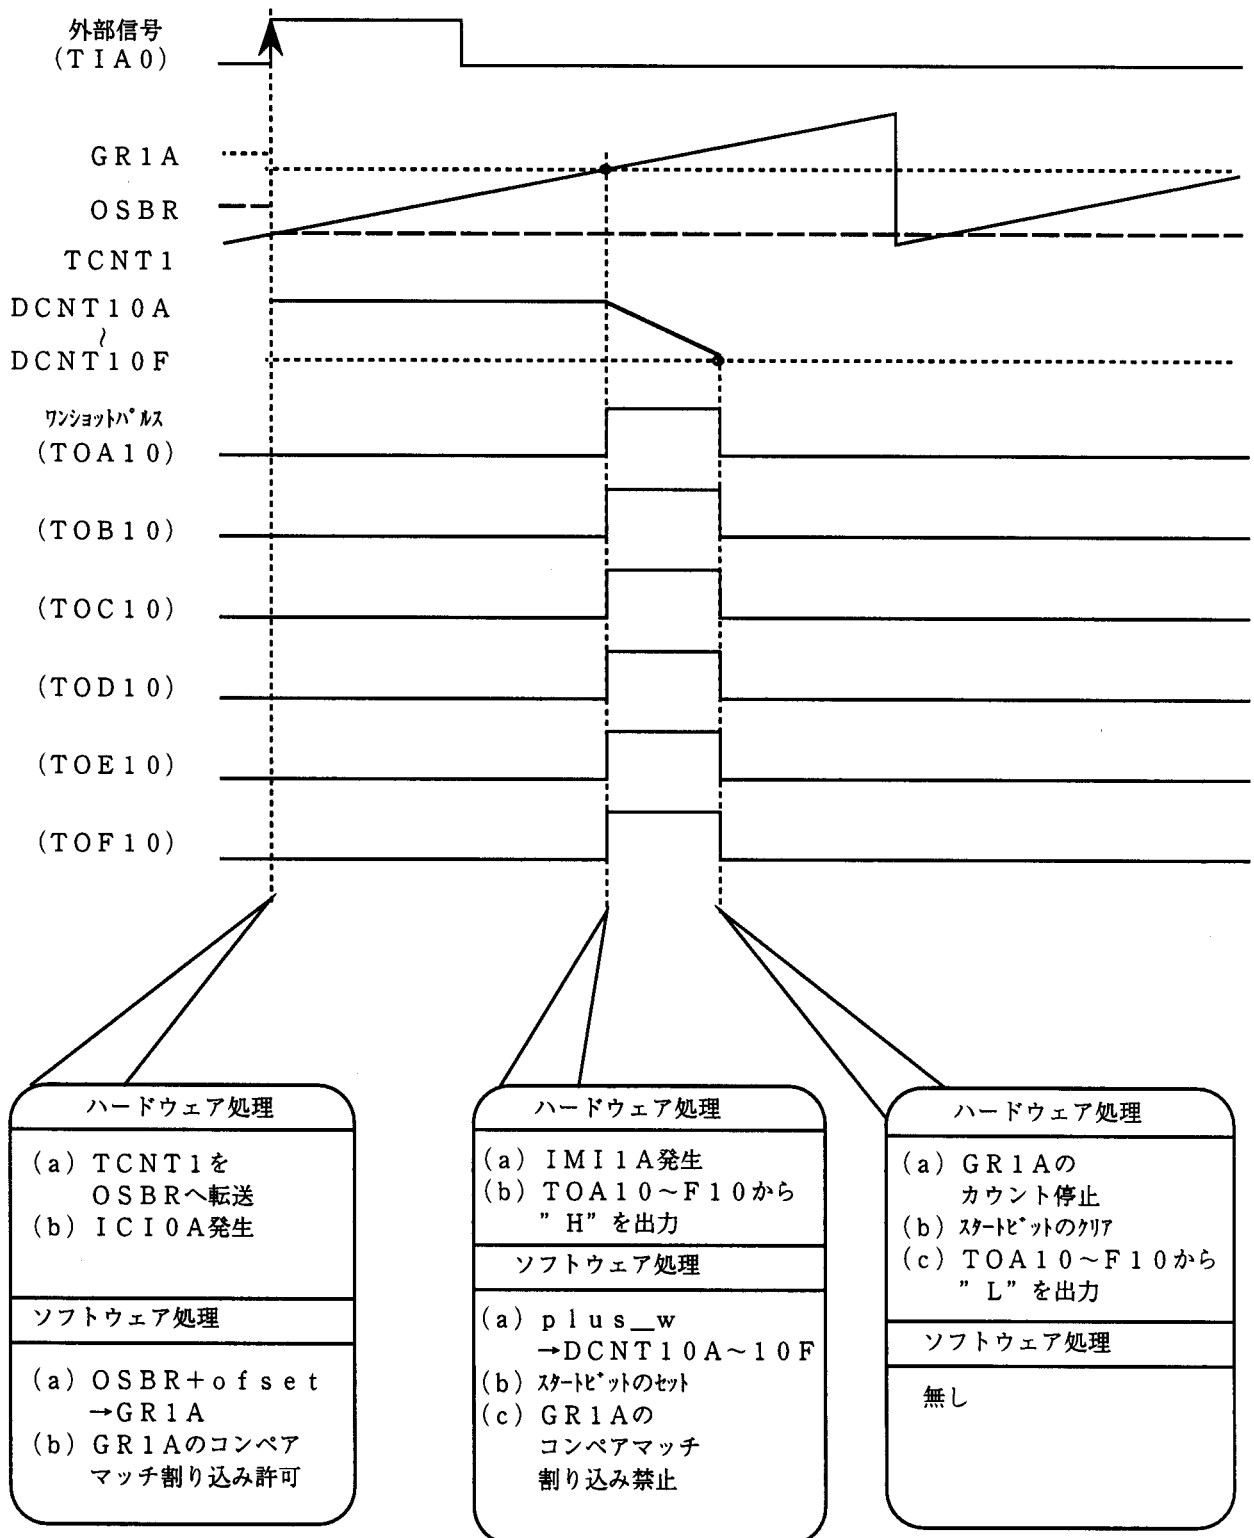 外部信号
(TIA0)
GR1A
OSBR
TCNT1
DCNT10A
~
DCNT10F
ワンショットパルス
(TOA10)
(TOB10)
(TOC10)
(TOD10)
(TOE10)
(TOF10)
ハードウェア処理
(a) TCNT1を
OSBRへ転送
(b) ICI0A発生
ソフトウェア処理
(a) OSBR+ofset
→GR1A
(b) GR1Aのコンペア
マッチ割り込み許可
ハードウェア処理
(a) IMI1A発生
(b) TOA10~F10から
"H"を出力
ソフトウェア処理
(a) plus_w
→DCNT10A~10F
(b) スタートビットのセット
(c) GR1Aの
コンペアマッチ
割り込み禁止
ハードウェア処理
(a) GR1Aの
カウント停止
(b) スタートビットのクリア
(c) TOA10~F10から
"L"を出力
ソフトウェア処理
無し